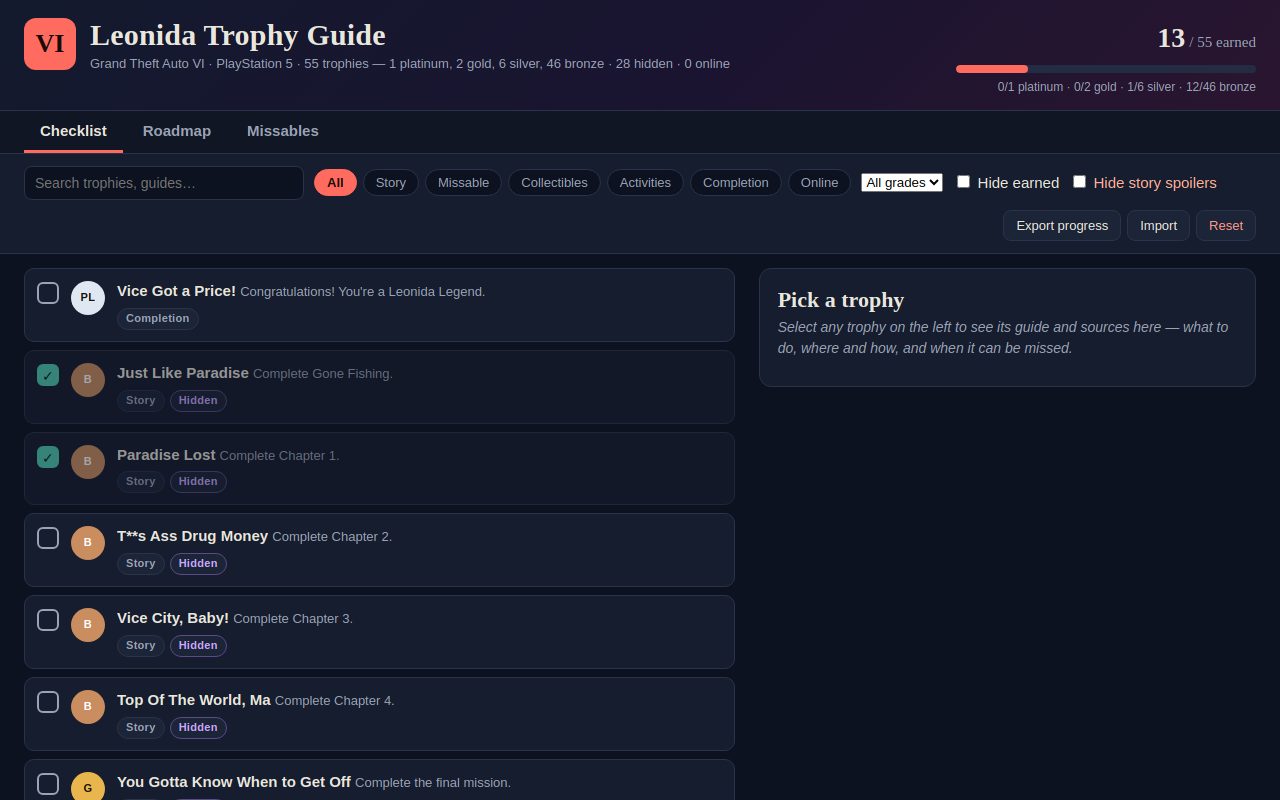 VI
Leonida Trophy Guide
Grand Theft Auto VI · PlayStation 5 · 55 trophies — 1 platinum, 2 gold, 6 silver, 46 bronze · 28 hidden · 0 online
13 / 55 earned
0/1 platinum · 0/2 gold · 1/6 silver · 12/46 bronze
Checklist Roadmap Missables
Search trophies, guides… All Story Missable Collectibles Activities Completion Online All grades Hide earned Hide story spoilers
Export progress Import Reset
PL Vice Got a Price! Congratulations! You're a Leonida Legend.
Completion
✓ B Just Like Paradise Complete Gone Fishing.
Story Hidden
✓ B Paradise Lost Complete Chapter 1.
Story Hidden
B T**s Ass Drug Money Complete Chapter 2.
Story Hidden
B Vice City, Baby! Complete Chapter 3.
Story Hidden
B Top Of The World, Ma Complete Chapter 4.
Story Hidden
G You Gotta Know When to Get Off Complete the final mission.
Pick a trophy
Select any trophy on the left to see its guide and sources here — what to
do, where and how, and when it can be missed.